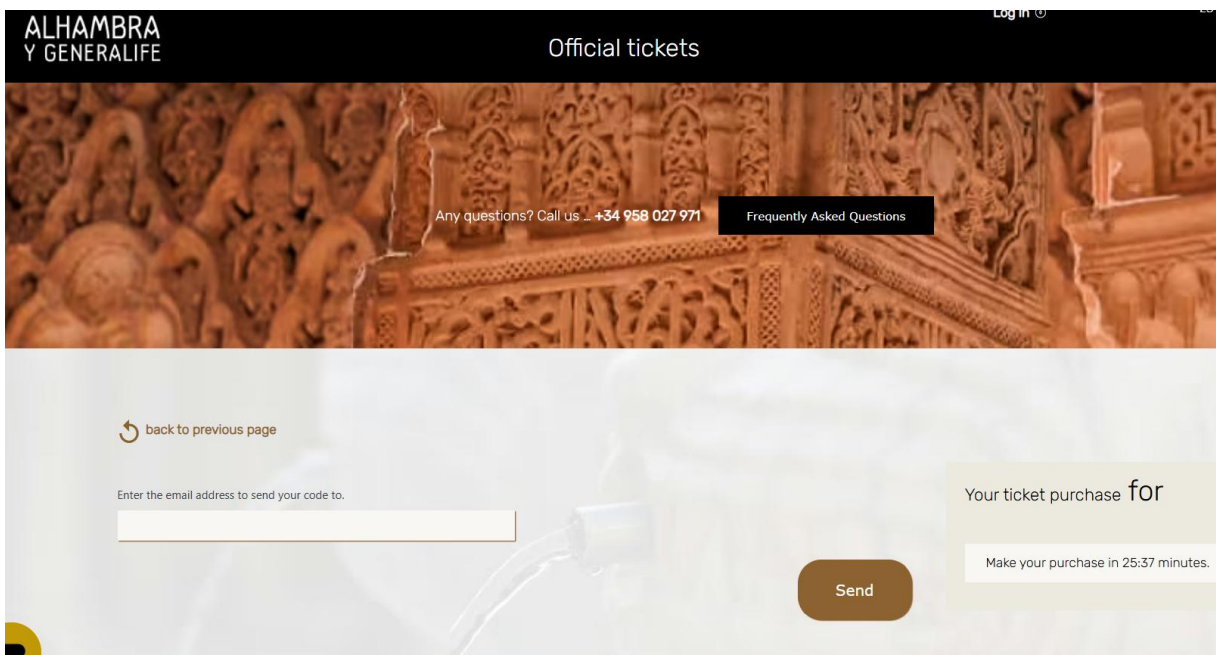 Log in
ALHAMBRA
Y GENERALIFE
Official tickets
Any questions? Call us ... +34 958 027 971
Frequently Asked Questions
back to previous page
Enter the email address to send your code to.
Your ticket purchase for
Make your purchase in 25:37 minutes.
Send